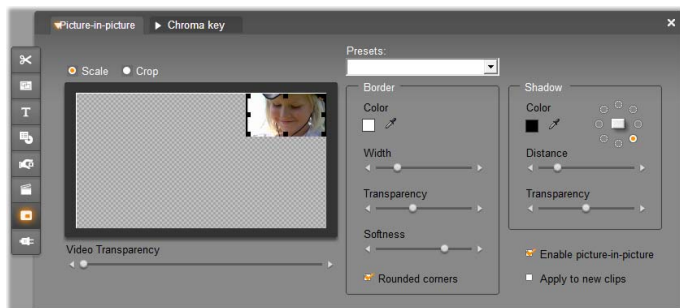 Picture-in-picture
Chroma key
Presets:
Scale
Crop
Video Transparency
Border
Color
Width
Transparency
Softness
Rounded corners
Shadow
Color
Distance
Transparency
Enable picture-in-picture
Apply to new clips